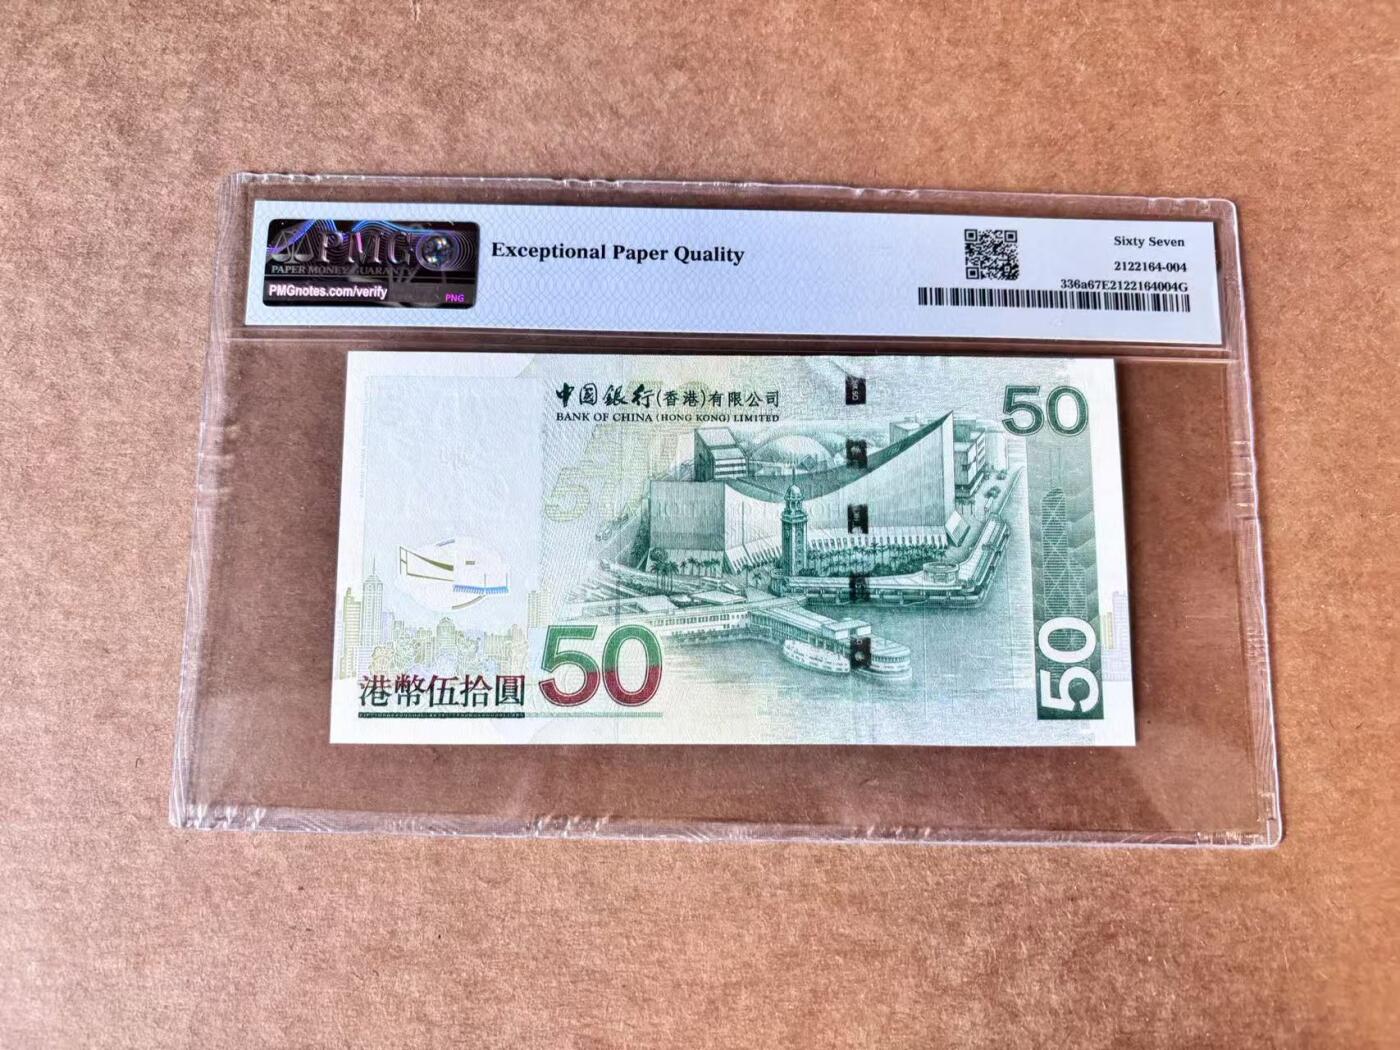 PMG
PAPER MONEY GUARANTY
PMGnotes.com/verify
PNG
Exceptional Paper Quality
Sixty Seven
2122164-004
336a67E2122164004G
中国銀行(香港)有限公司
BANK OF CHINA (HONG KONG) LIMITED
50
50
港幣伍拾圓 50
50